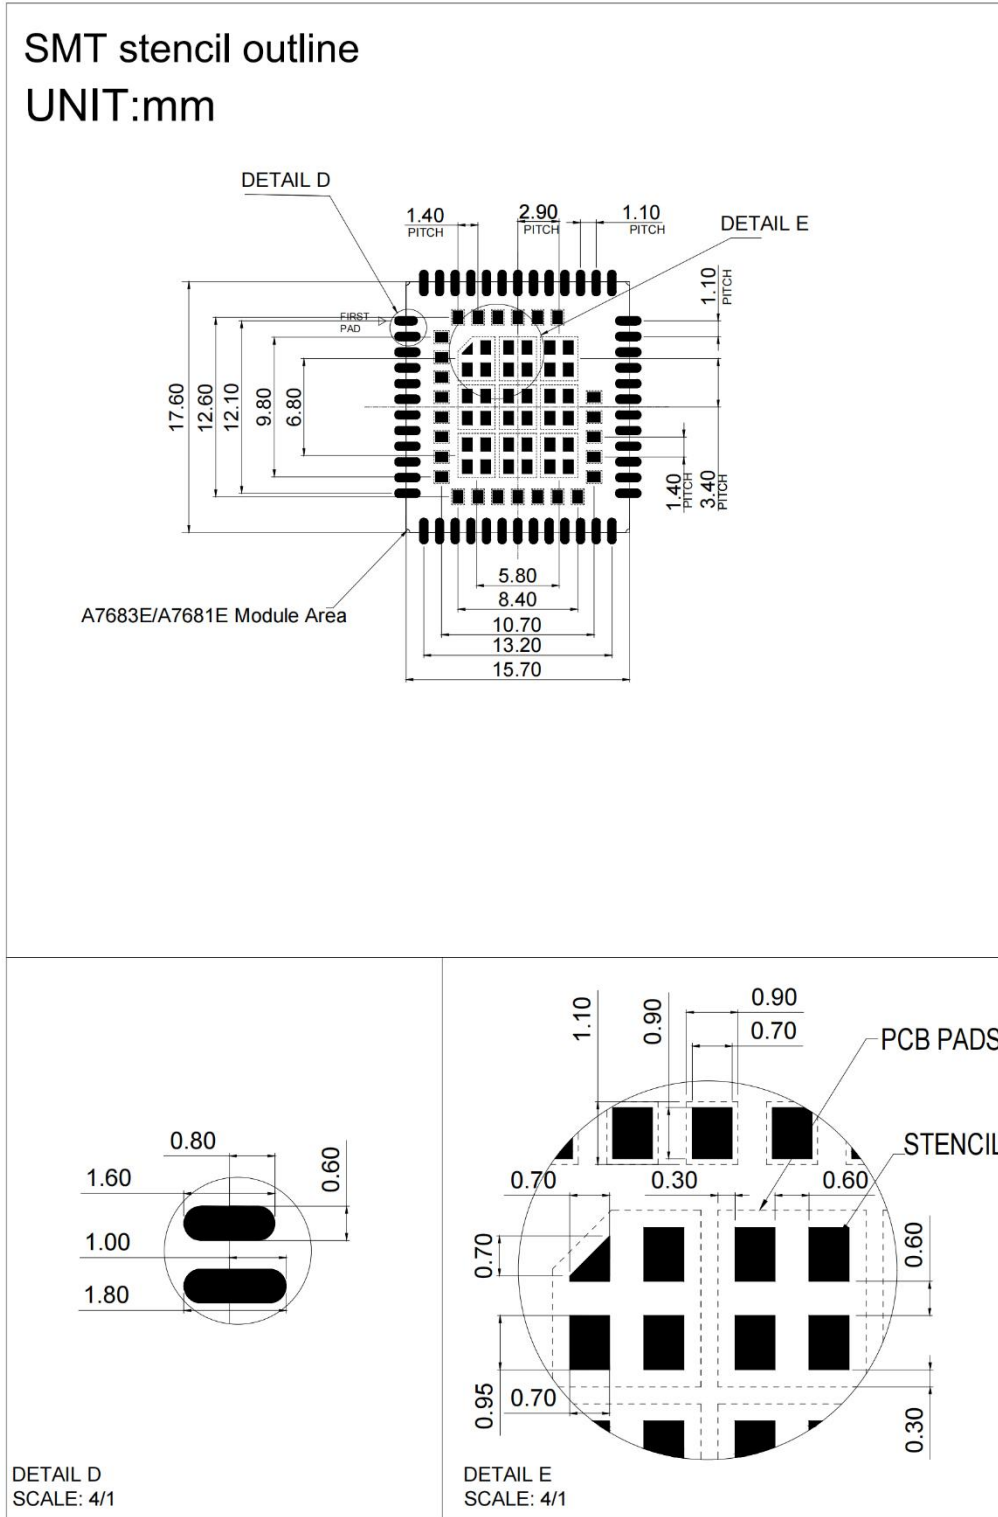 SMT stencil outline
UNIT:mm
DETAIL D
1.40
PITCH
2.90
PITCH
1.10
PITCH
DETAIL E
1.10
PITCH
FIRST
PAD
17.60
12.60
12.10
9.80
6.80
1.40
PITCH
3.40
PITCH
5.80
8.40
10.70
13.20
15.70
A7683E/A7681E Module Area
0.80
1.60
0.60
1.00
1.80
DETAIL D
SCALE: 4/1
1.10
0.90
0.90
0.70
PCB PADS
STENCIL
0.70
0.30
0.60
0.70
0.60
0.95
0.70
0.30
DETAIL E
SCALE: 4/1